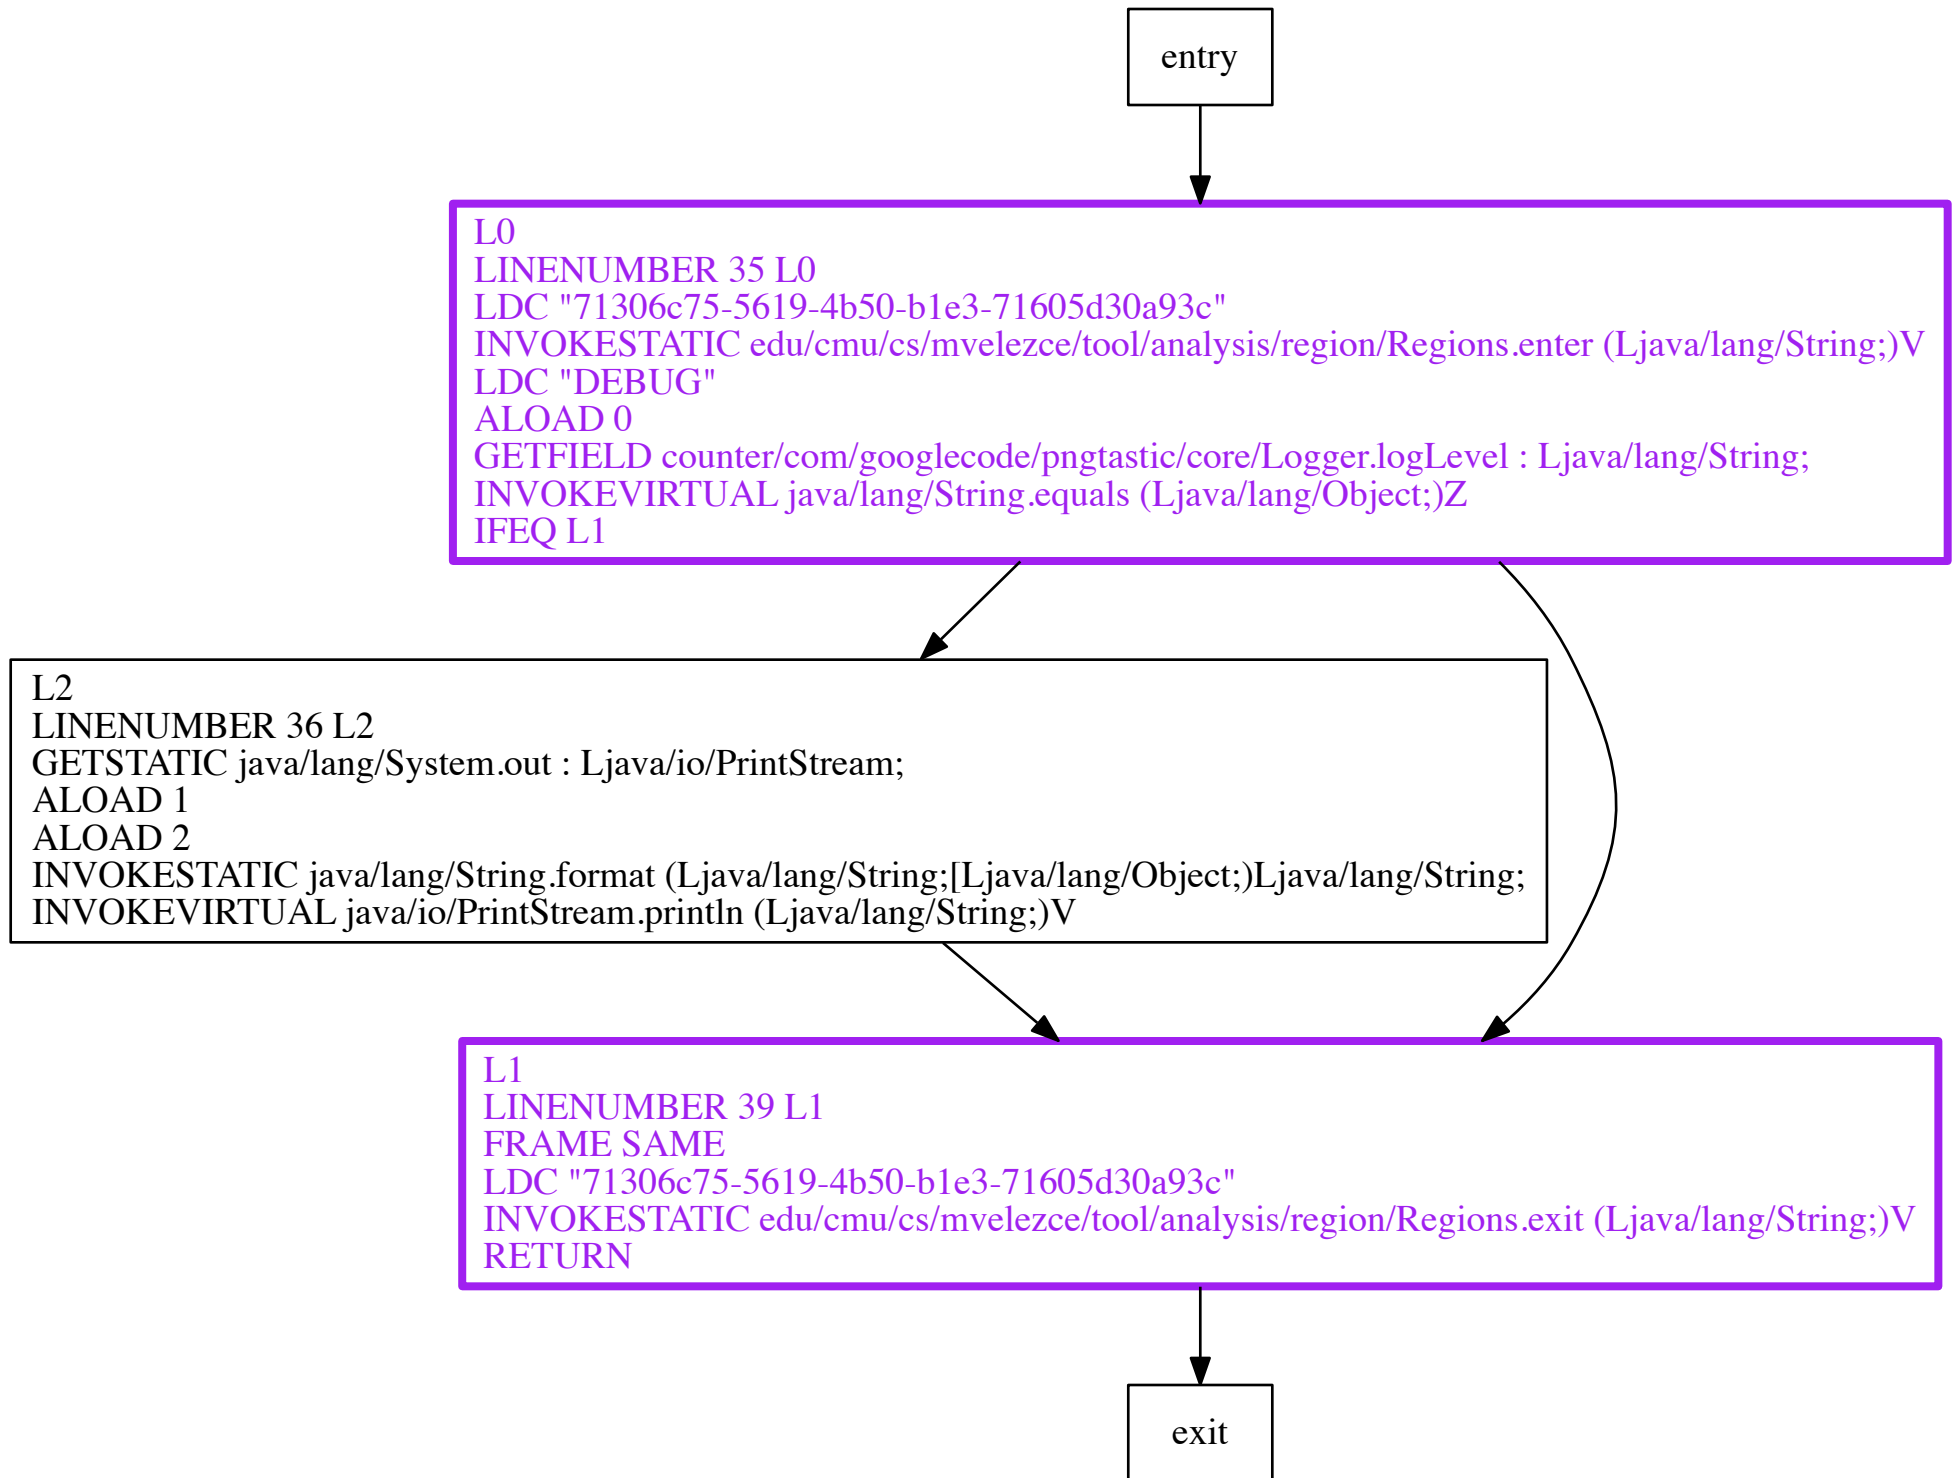 entry
L0
LINENUMBER 35 L0
LDC "71306c75-5619-4b50-b1e3-71605d30a93c"
INVOKESTATIC edu/cmu/cs/mvelezce/tool/analysis/region/Regions.enter (Ljava/lang/String;)V
LDC "DEBUG"
ALOAD 0
GETFIELD counter/com/googlecode/pngtastic/core/Logger.logLevel : Ljava/lang/String;
INVOKEVIRTUAL java/lang/String.equals (Ljava/lang/Object;)Z
IFEQ L1
L2
LINENUMBER 36 L2
GETSTATIC java/lang/System.out : Ljava/io/PrintStream;
ALOAD 1
ALOAD 2
INVOKESTATIC java/lang/String.format (Ljava/lang/String;[Ljava/lang/Object;)Ljava/lang/String;
INVOKEVIRTUAL java/io/PrintStream.println (Ljava/lang/String;)V
L1
LINENUMBER 39 L1
FRAME SAME
LDC "71306c75-5619-4b50-b1e3-71605d30a93c"
INVOKESTATIC edu/cmu/cs/mvelezce/tool/analysis/region/Regions.exit (Ljava/lang/String;)V
RETURN
exit